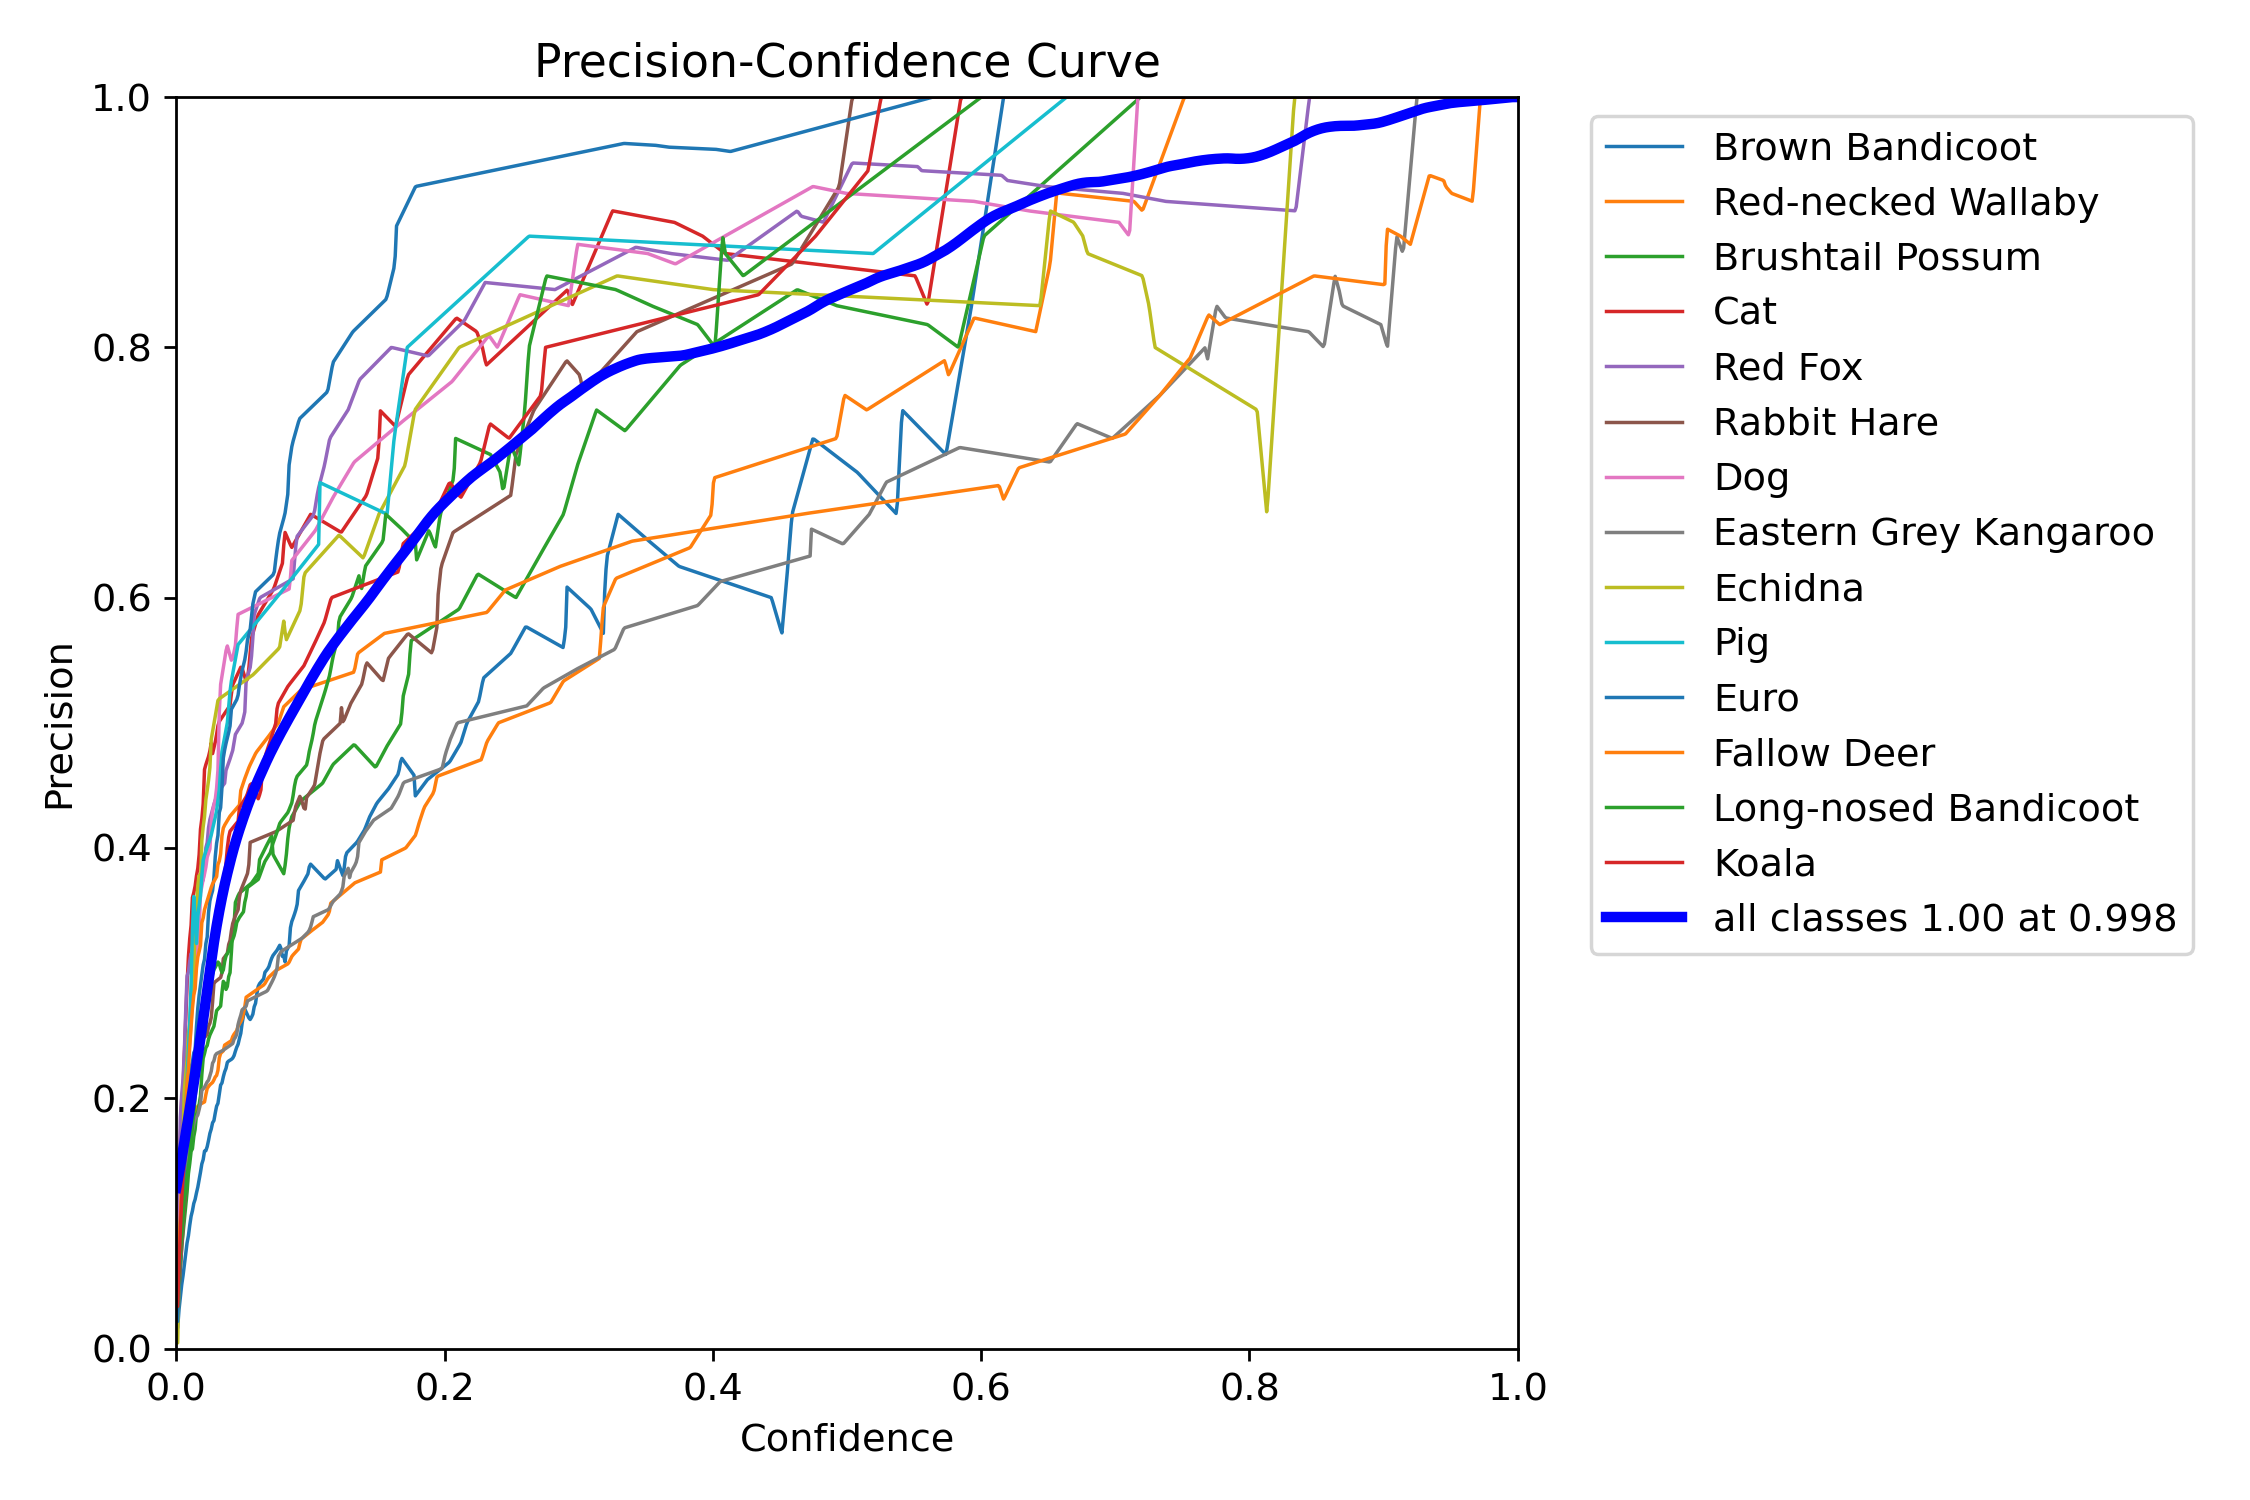 Precision-Confidence Curve
1.0
0.8
0.6
0.4
0.2
0.0
Precision
0.0 0.2 0.4 0.6 0.8 1.0
Confidence
Brown Bandicoot
Red-necked Wallaby
Brushtail Possum
Cat
Red Fox
Rabbit Hare
Dog
Eastern Grey Kangaroo
Echidna
Pig
Euro
Fallow Deer
Long-nosed Bandicoot
Koala
all classes 1.00 at 0.998